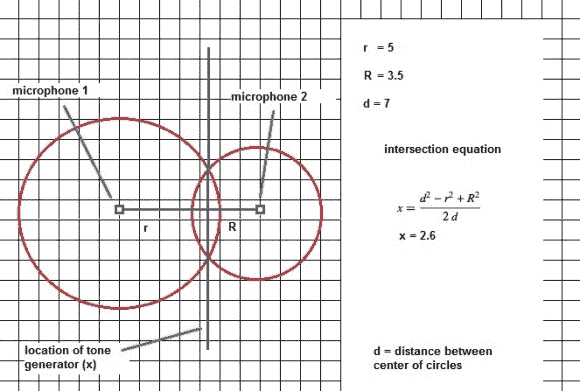 r = 5
R = 3.5
microphone 1
microphone 2
d = 7
intersection equation
x = d² − r² + R² / 2 d
x = 2.6
r
R
location of tone
generator (x)
d = distance between
center of circles